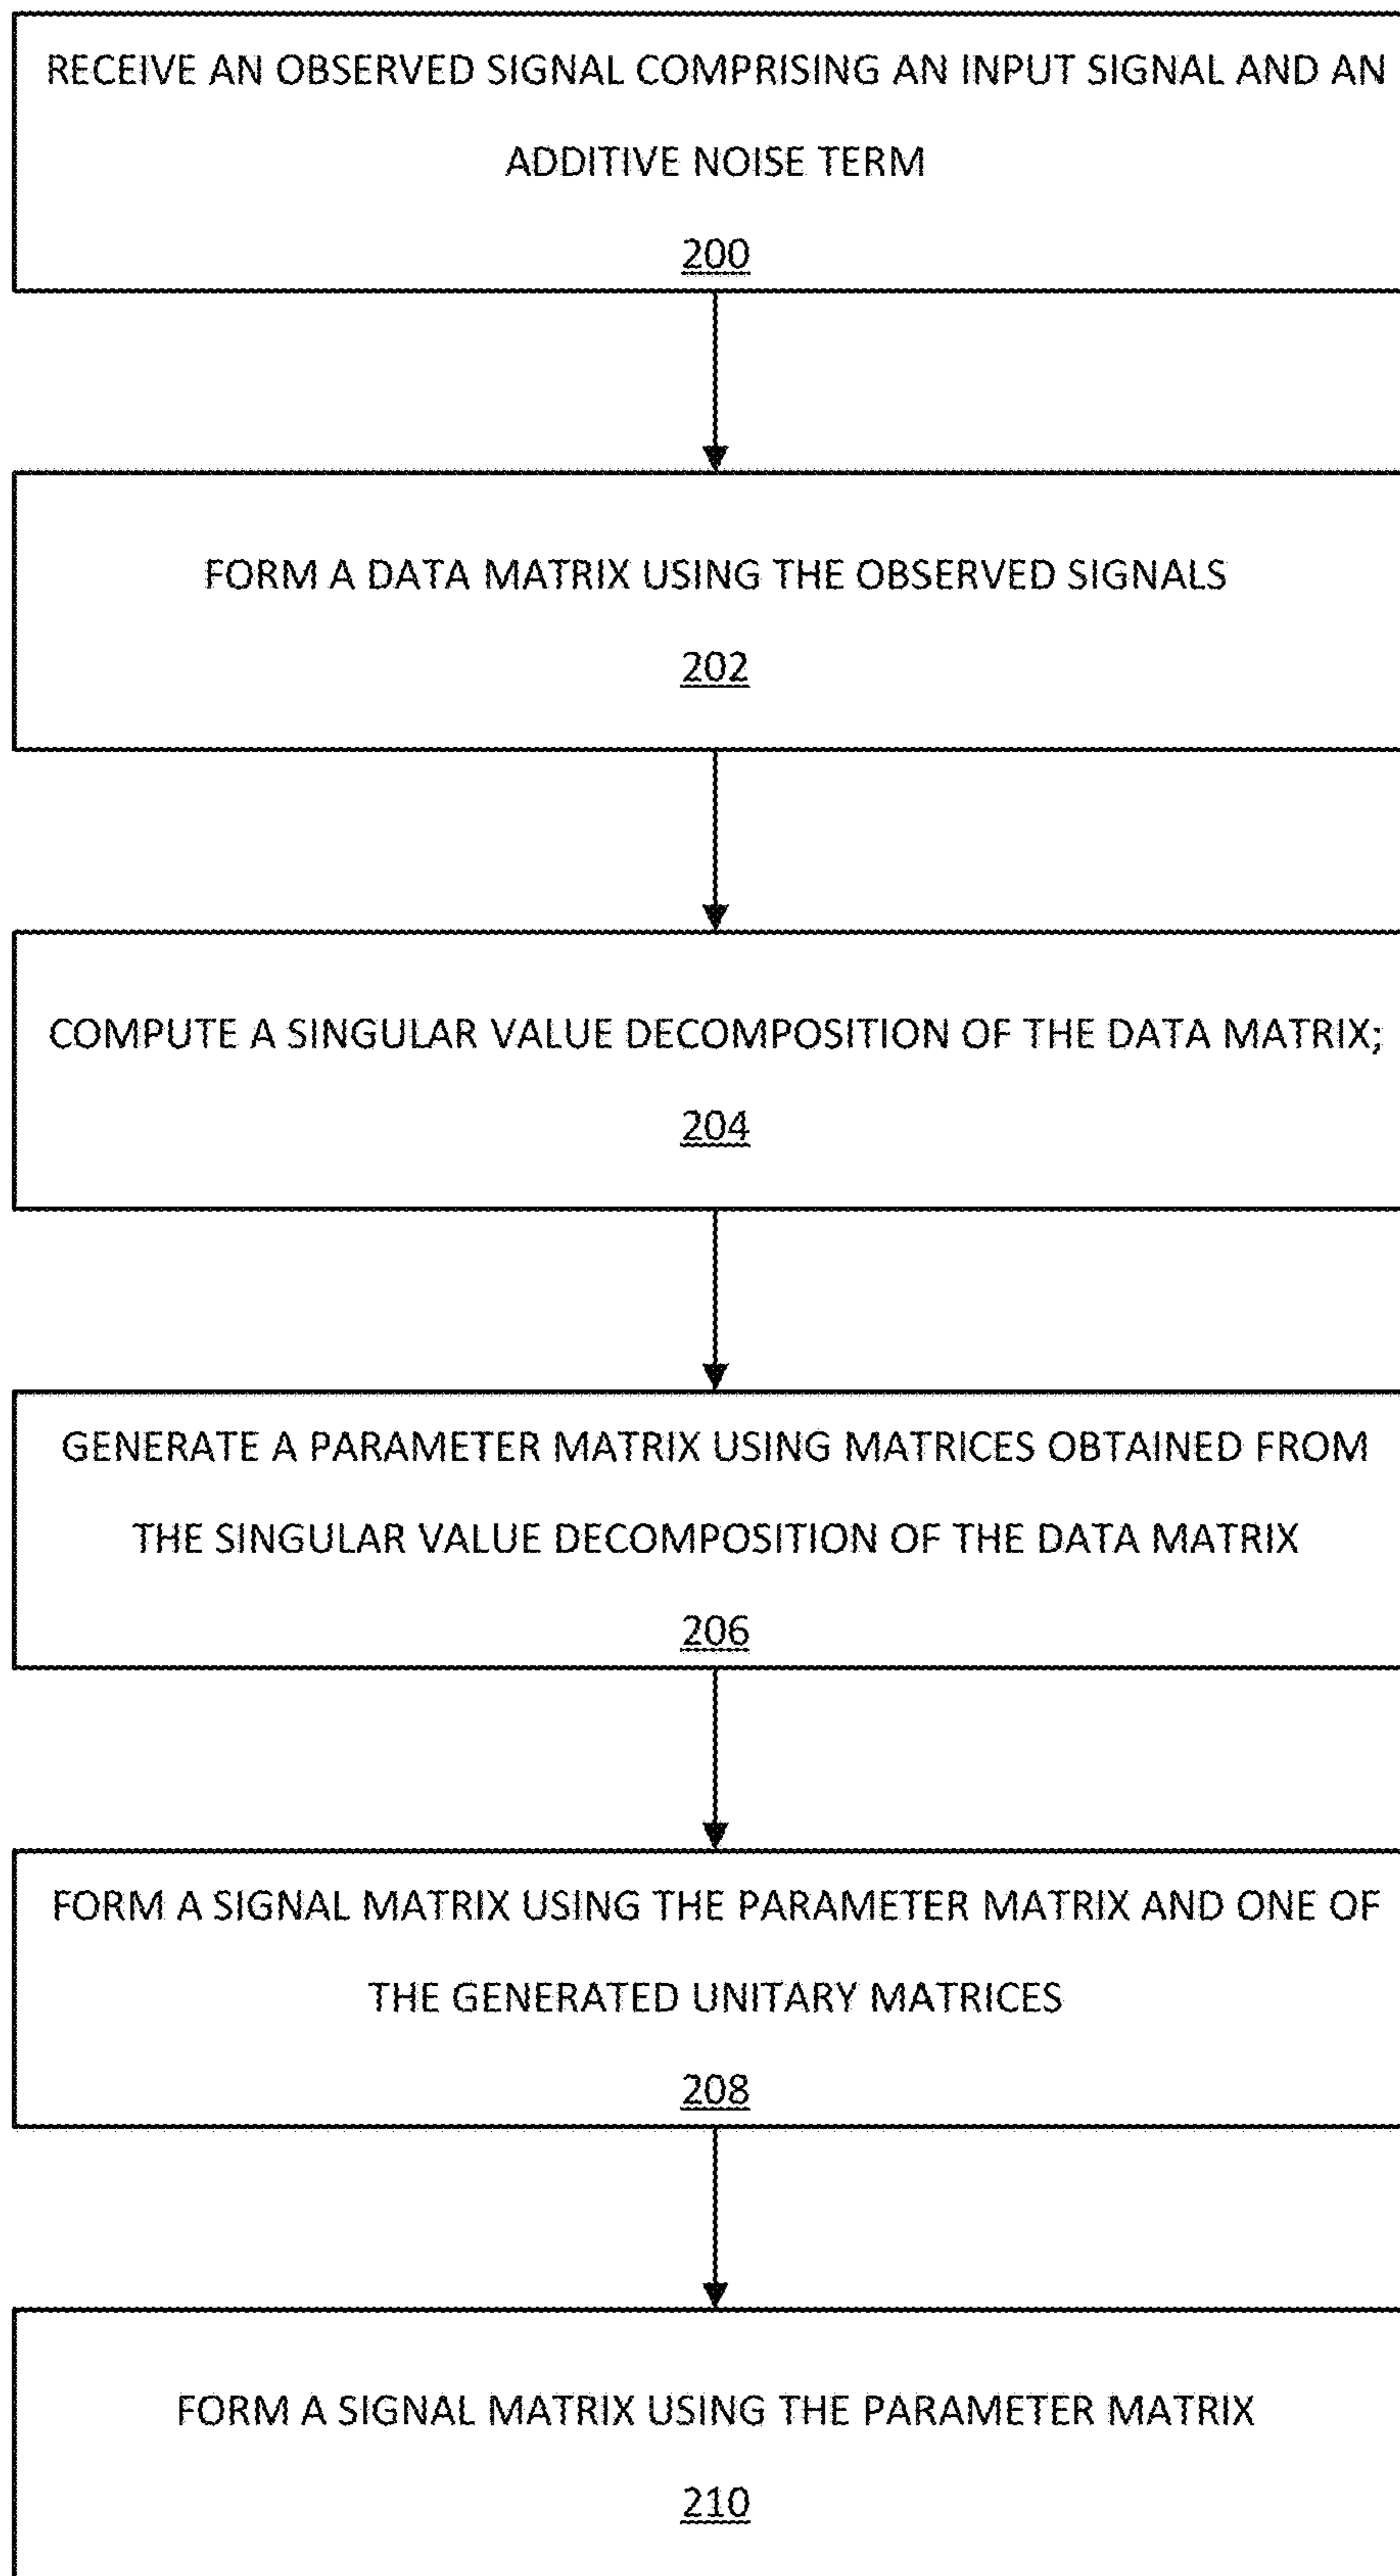 RECEIVE AN OBSERVED SIGNAL COMPRISING AN INPUT SIGNAL AND AN
ADDITIVE NOISE TERM
200
FORM A DATA MATRIX USING THE OBSERVED SIGNALS
202
COMPUTE A SINGULAR VALUE DECOMPOSITION OF THE DATA MATRIX;
204
GENERATE A PARAMETER MATRIX USING MATRICES OBTAINED FROM
THE SINGULAR VALUE DECOMPOSITION OF THE DATA MATRIX
206
FORM A SIGNAL MATRIX USING THE PARAMETER MATRIX AND ONE OF
THE GENERATED UNITARY MATRICES
208
FORM A SIGNAL MATRIX USING THE PARAMETER MATRIX
210